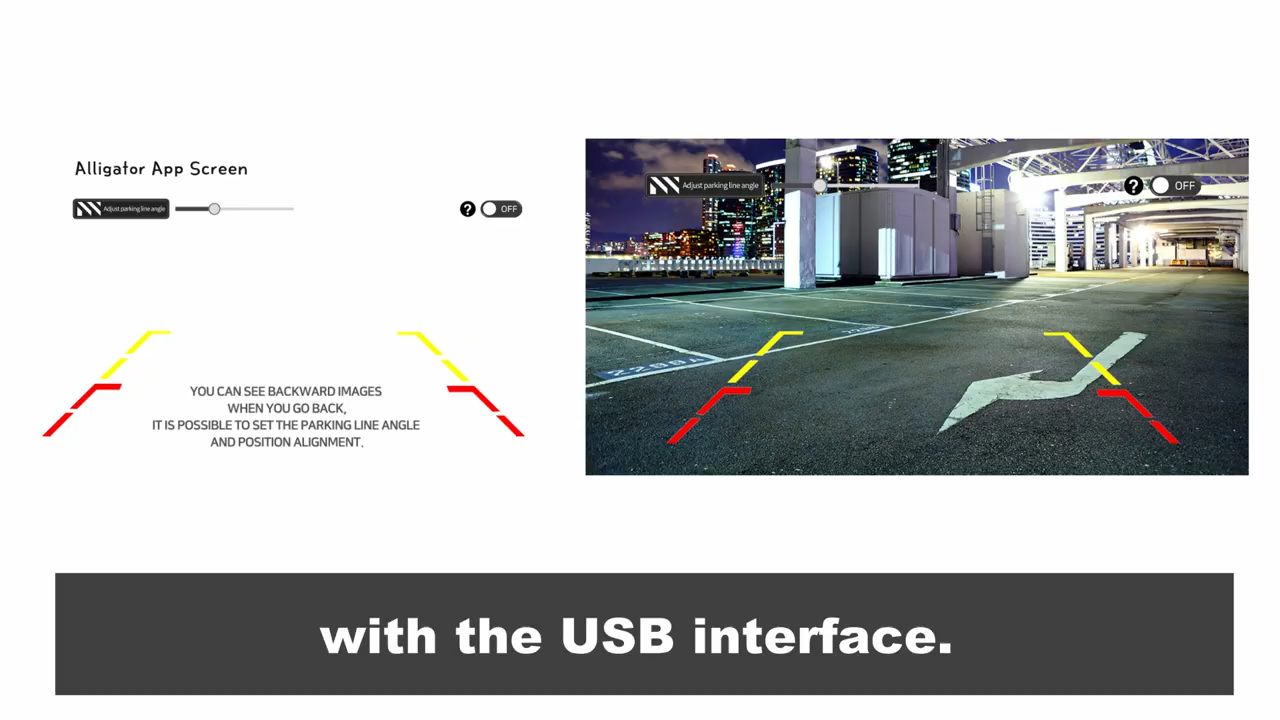 Alligator App Screen
Adjust parking line angle
? OFF
YOU CAN SEE BACKWARD IMAGES
WHEN YOU GO BACK,
IT IS POSSIBLE TO SET THE PARKING LINE ANGLE
AND POSITION ALIGNMENT.
Adjust parking line angle
? OFF
with the USB interface.